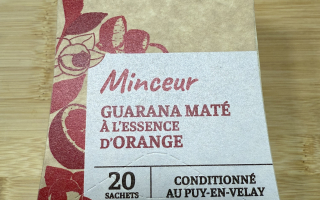 Minceur
GUARANA MATÉ
À L'ESSENCE
D'ORANGE
20
SACHETS
CONDITIONNÉ
AU PUY-EN-VELAY